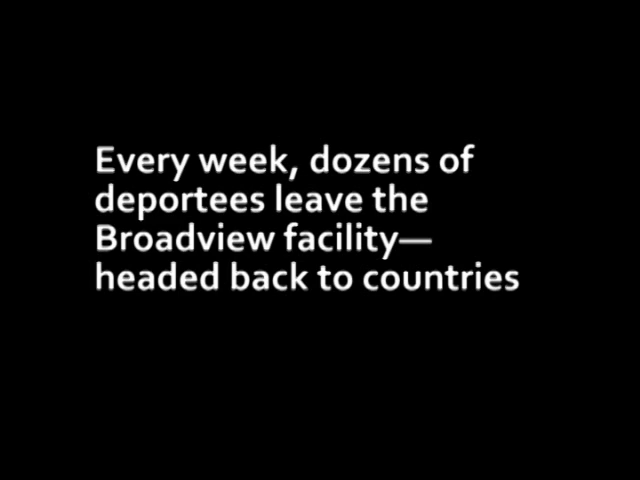 Every week, dozens of
deportees leave the
Broadview facility—
headed back to countries